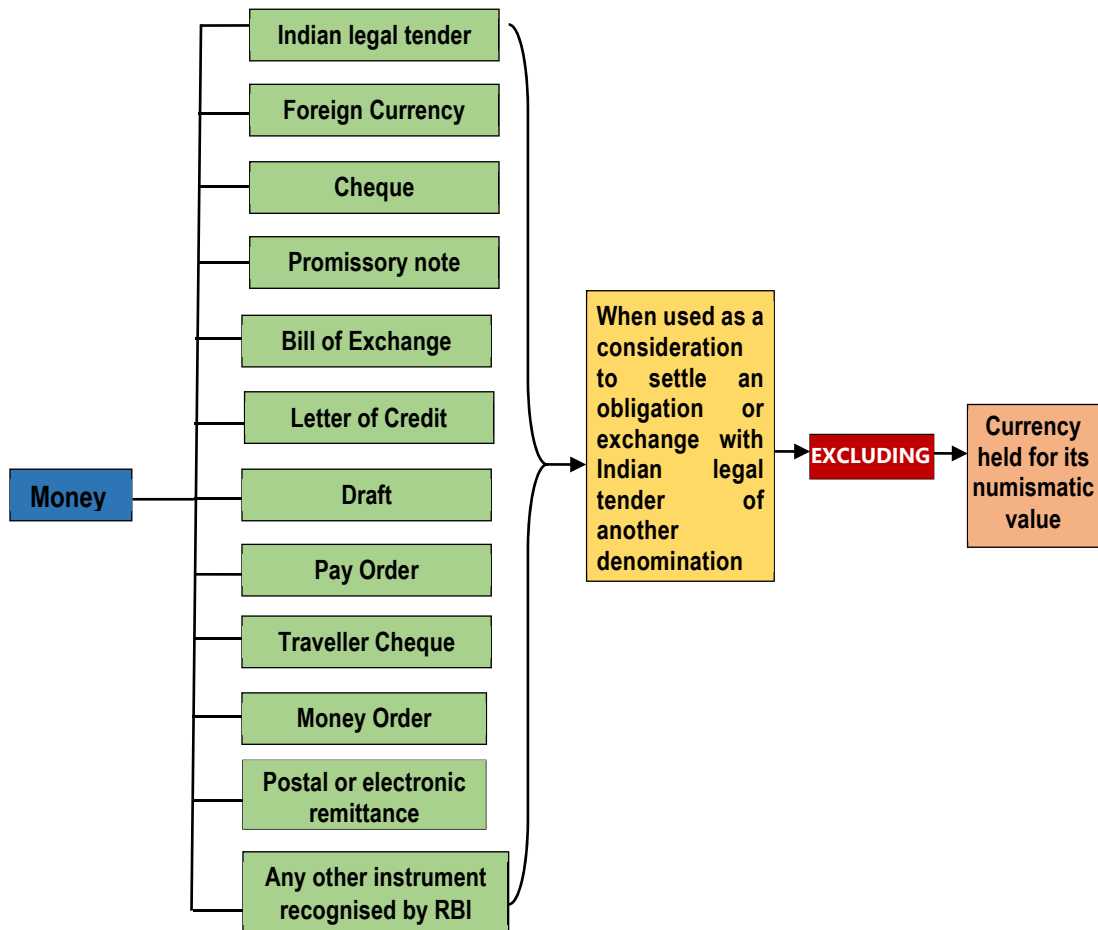 Money
Indian legal tender
Foreign Currency
Cheque
Promissory note
Bill of Exchange
Letter of Credit
Draft
Pay Order
Traveller Cheque
Money Order
Postal or electronic
remittance
Any other instrument
recognised by RBI
When used as a
consideration
to settle an
obligation or
exchange with
Indian legal
tender of
another
denomination
EXCLUDING
Currency
held for its
numismatic
value